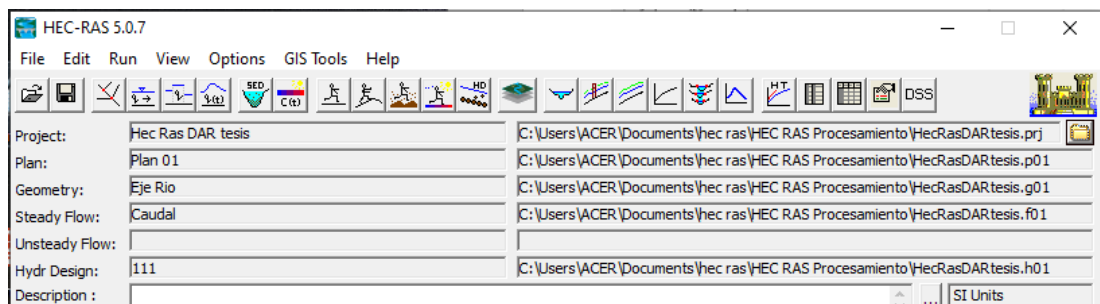 HEC-RAS 5.0.7
File Edit Run View Options GIS Tools Help
SED C(t) HD HT DSS
Project: Hec Ras DAR tesis C:\Users\ACER\Documents\hec ras\HEC RAS Procesamiento\HecRasDARtesis.prj
Plan: Plan 01 C:\Users\ACER\Documents\hec ras\HEC RAS Procesamiento\HecRasDARtesis.p01
Geometry: Eje Rio C:\Users\ACER\Documents\hec ras\HEC RAS Procesamiento\HecRasDARtesis.g01
Steady Flow: Caudal C:\Users\ACER\Documents\hec ras\HEC RAS Procesamiento\HecRasDARtesis.f01
Unsteady Flow:
Hydr Design: 111 C:\Users\ACER\Documents\hec ras\HEC RAS Procesamiento\HecRasDARtesis.h01
Description : ... SI Units